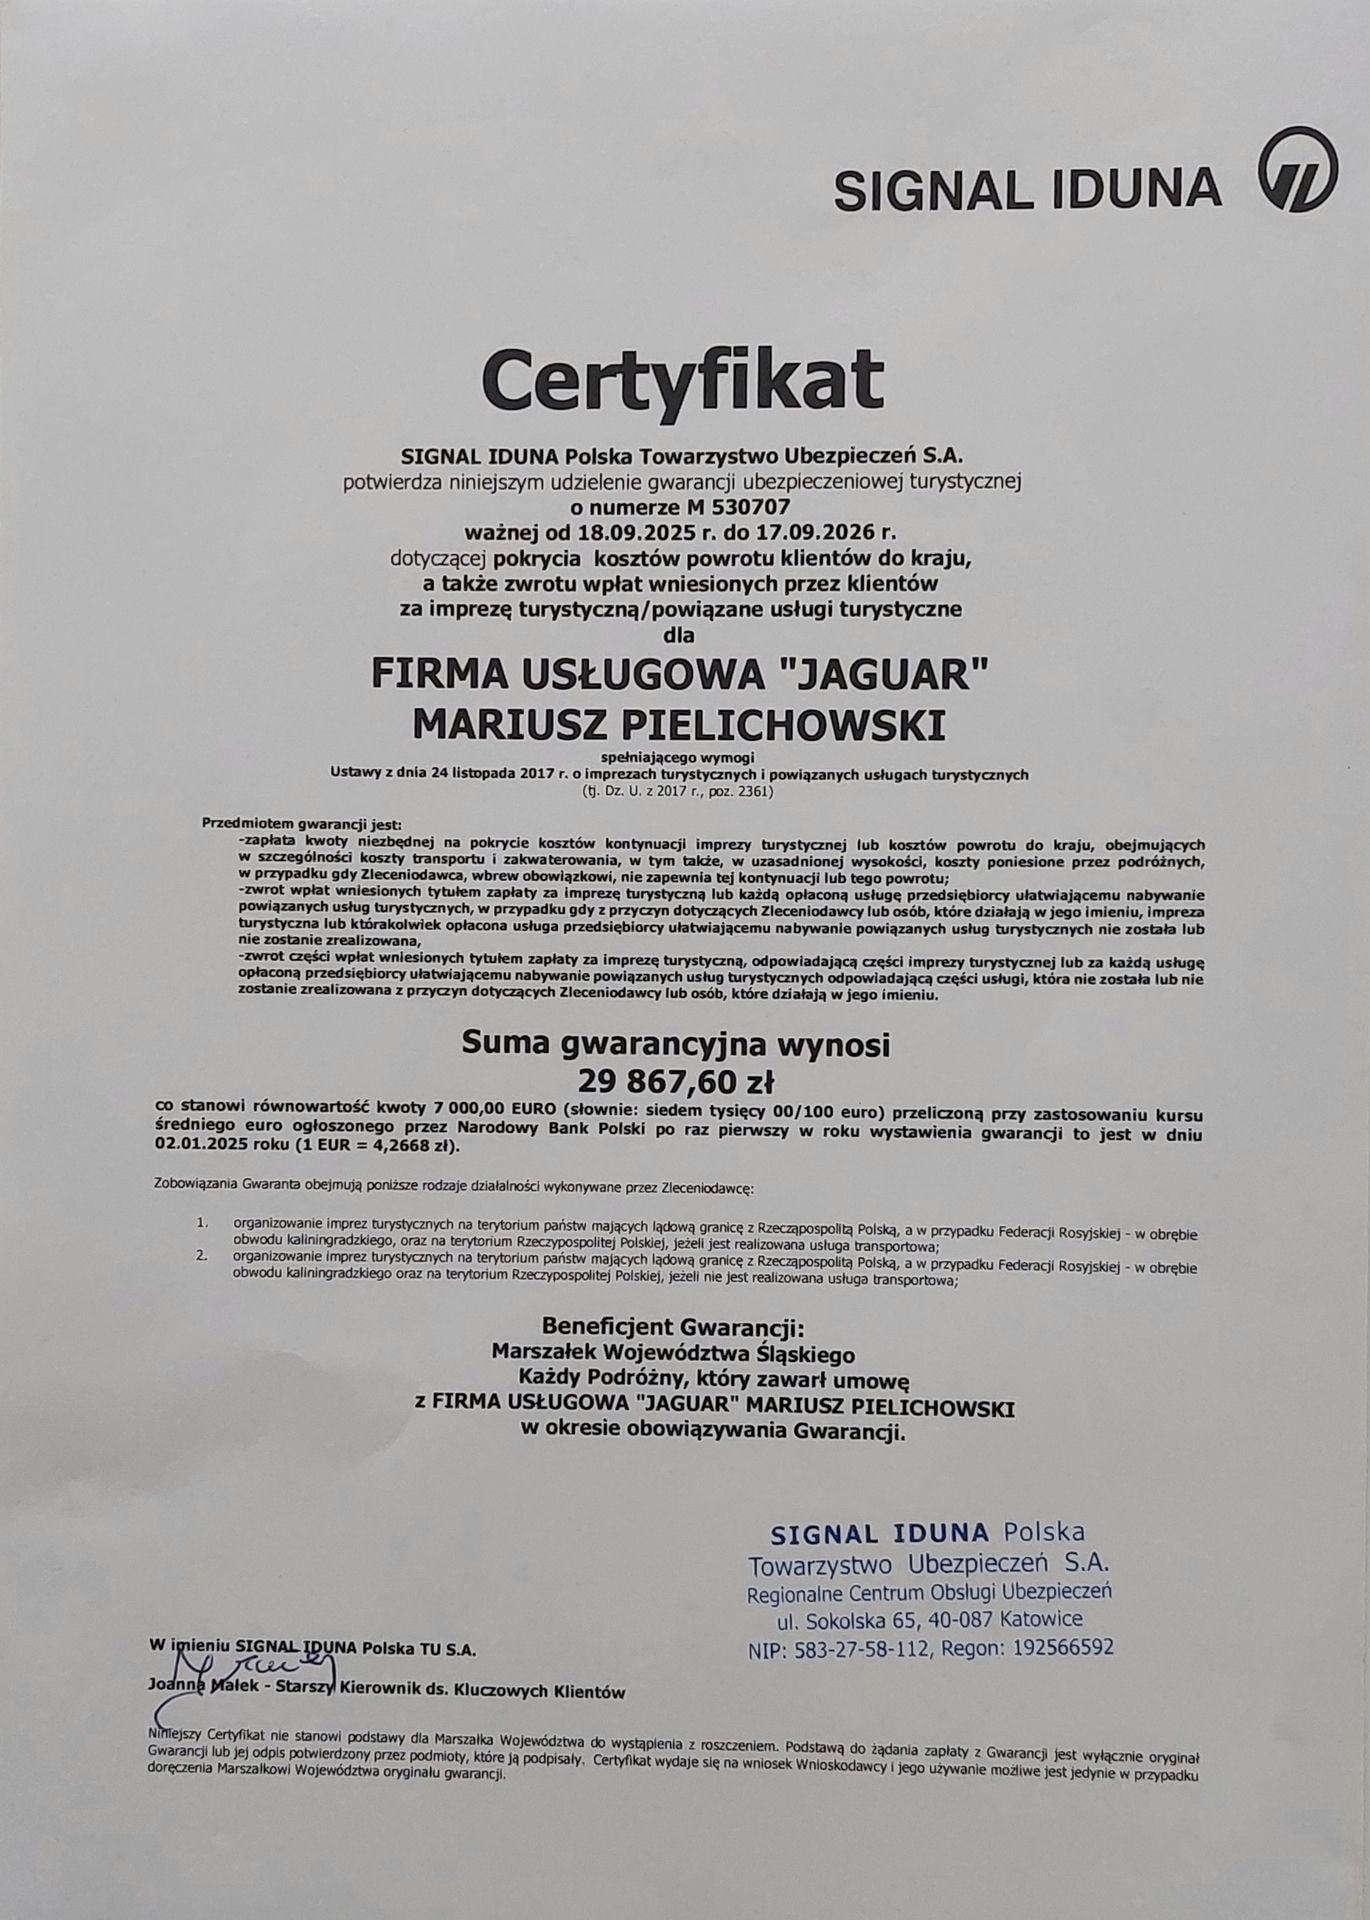 SIGNAL IDUNA
Certyfikat
SIGNAL IDUNA Polska Towarzystwo Ubezpieczeń S.A.
potwierdza niniejszym udzielenie gwarancji ubezpieczeniowej turystycznej
o numerze M 530707
ważnej od 18.09.2025 r. do 17.09.2026 r.
dotyczącej pokrycia kosztów powrotu klientów do kraju,
a także zwrotu wpłat wniesionych przez klientów
za imprezę turystyczną/powiązane usługi turystyczne
dla
FIRMA USŁUGOWA "JAGUAR"
MARIUSZ PIELICHOWSKI
spełniającego wymogi
Ustawy z dnia 24 listopada 2017 r. o imprezach turystycznych i powiązanych usługach turystycznych
(tj. Dz. U. z 2017 r., poz. 2361)
Przedmiotem gwarancji jest:
-zapłata kwoty niezbędnej na pokrycie kosztów kontynuacji imprezy turystycznej lub kosztów powrotu do kraju, obejmujących
w szczególności koszty transportu i zakwaterowania, w tym także, w uzasadnionej wysokości, koszty poniesione przez podróżnych,
w przypadku gdy Zleceniodawca, wbrew obowiązkowi, nie zapewnia tej kontynuacji lub tego powrotu;
-zwrot wpłat wniesionych tytułem zapłaty za imprezę turystyczną lub każdą opłaconą usługę przedsiębiorcy ułatwiającemu nabywanie
powiązanych usług turystycznych, w przypadku gdy z przyczyn dotyczących Zleceniodawcy lub osób, które działają w jego imieniu, impreza
turystyczna lub którakolwiek opłacona usługa przedsiębiorcy ułatwiającemu nabywanie powiązanych usług turystycznych nie została lub
nie zostanie zrealizowana,
-zwrot części wpłat wniesionych tytułem zapłaty za imprezę turystyczną, odpowiadającą części imprezy turystycznej lub za każdą usługę
opłaconą przedsiębiorcy ułatwiającemu nabywanie powiązanych usług turystycznych odpowiadającą części usługi, która nie została lub nie
zostanie zrealizowana z przyczyn dotyczących Zleceniodawcy lub osób, które działają w jego imieniu.
Suma gwarancyjna wynosi
29 867,60 zł
co stanowi równowartość kwoty 7 000,00 EURO (słownie: siedem tysięcy 00/100 euro) przeliczoną przy zastosowaniu kursu
średniego euro ogłoszonego przez Narodowy Bank Polski po raz pierwszy w roku wystawienia gwarancji to jest w dniu
02.01.2025 roku (1 EUR = 4,2668 zł).
Zobowiązania Gwaranta obejmują poniższe rodzaje działalności wykonywane przez Zleceniodawcę:
1. organizowanie imprez turystycznych na terytorium państw mających lądową granicę z Rzecząpospolitą Polską, a w przypadku Federacji Rosyjskiej - w obrębie
obwodu kaliningradzkiego, oraz na terytorium Rzeczypospolitej Polskiej, jeżeli jest realizowana usługa transportowa;
2. organizowanie imprez turystycznych na terytorium państw mających lądową granicę z Rzecząpospolitą Polską, a w przypadku Federacji Rosyjskiej - w obrębie
obwodu kaliningradzkiego oraz na terytorium Rzeczypospolitej Polskiej, jeżeli nie jest realizowana usługa transportowa;
Beneficjent Gwarancji:
Marszałek Województwa Śląskiego
Każdy Podróżny, który zawarł umowę
z FIRMA USŁUGOWA "JAGUAR" MARIUSZ PIELICHOWSKI
w okresie obowiązywania Gwarancji.
SIGNAL IDUNA Polska
Towarzystwo Ubezpieczeń S.A.
Regionalne Centrum Obsługi Ubezpieczeń
ul. Sokolska 65, 40-087 Katowice
NIP: 583-27-58-112, Regon: 192566592
W imieniu SIGNAL IDUNA Polska TU S.A.
Joanna Małek - Starszy Kierownik ds. Kluczowych Klientów
Niniejszy Certyfikat nie stanowi podstawy dla Marszałka Województwa do wystąpienia z roszczeniem. Podstawą do żądania zapłaty z Gwarancji jest wyłącznie oryginał
Gwarancji lub jej odpis potwierdzony przez podmioty, które ją podpisały. Certyfikat wydaje się na wniosek Wnioskodawcy i jego używanie możliwe jest jedynie w przypadku
doręczenia Marszałkowi Województwa oryginału gwarancji.